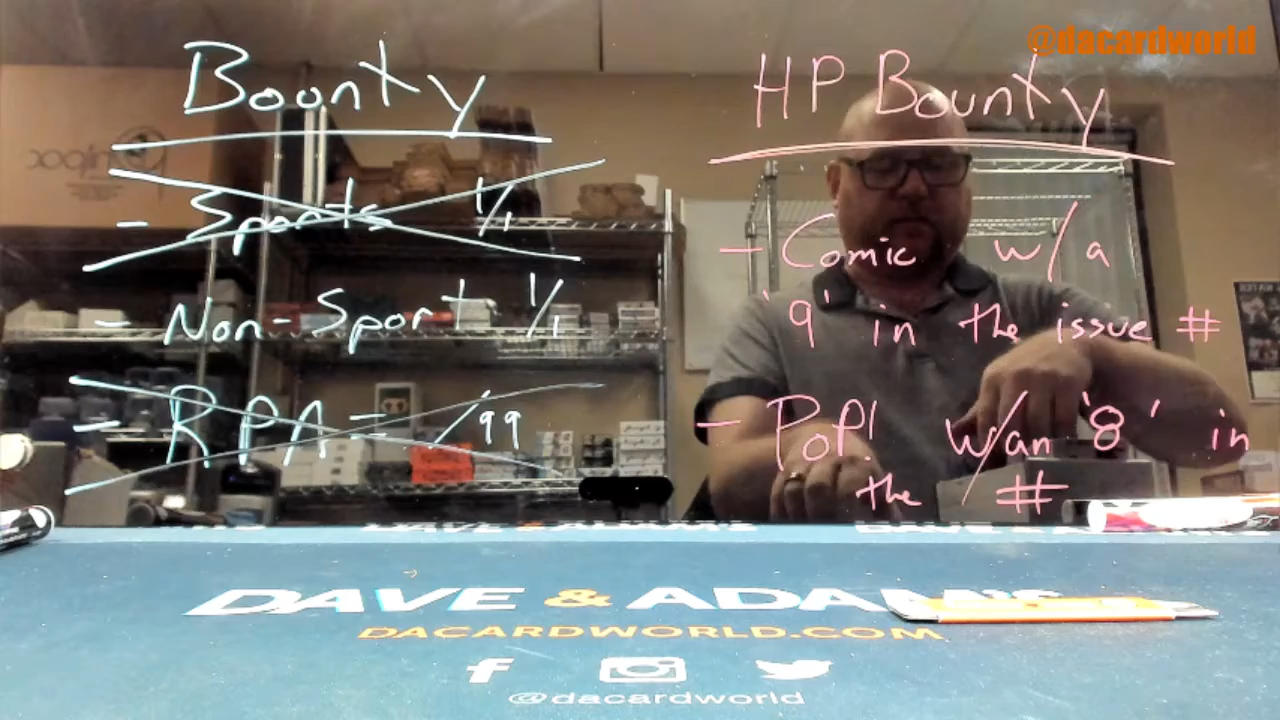 @dacardworld
Bounty
- Sports 1/1
- Non-Sport 1/1
- RPA = /99
HP Bounty
- Comic w/ a
'9' in the issue #
- PoP! w/an '8' in
the #
DAVE & ADAM'S
DACARDWORLD.COM
@dacardworld